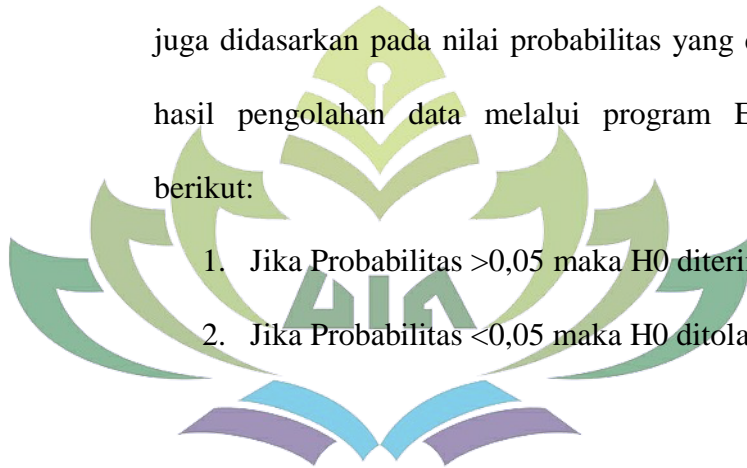 juga didasarkan pada nilai probabilitas yang
hasil pengolahan data melalui program
berikut:
1. Jika Probabilitas >0,05 maka H0
2. Jika Probabilitas <0,05 maka H0
UIN